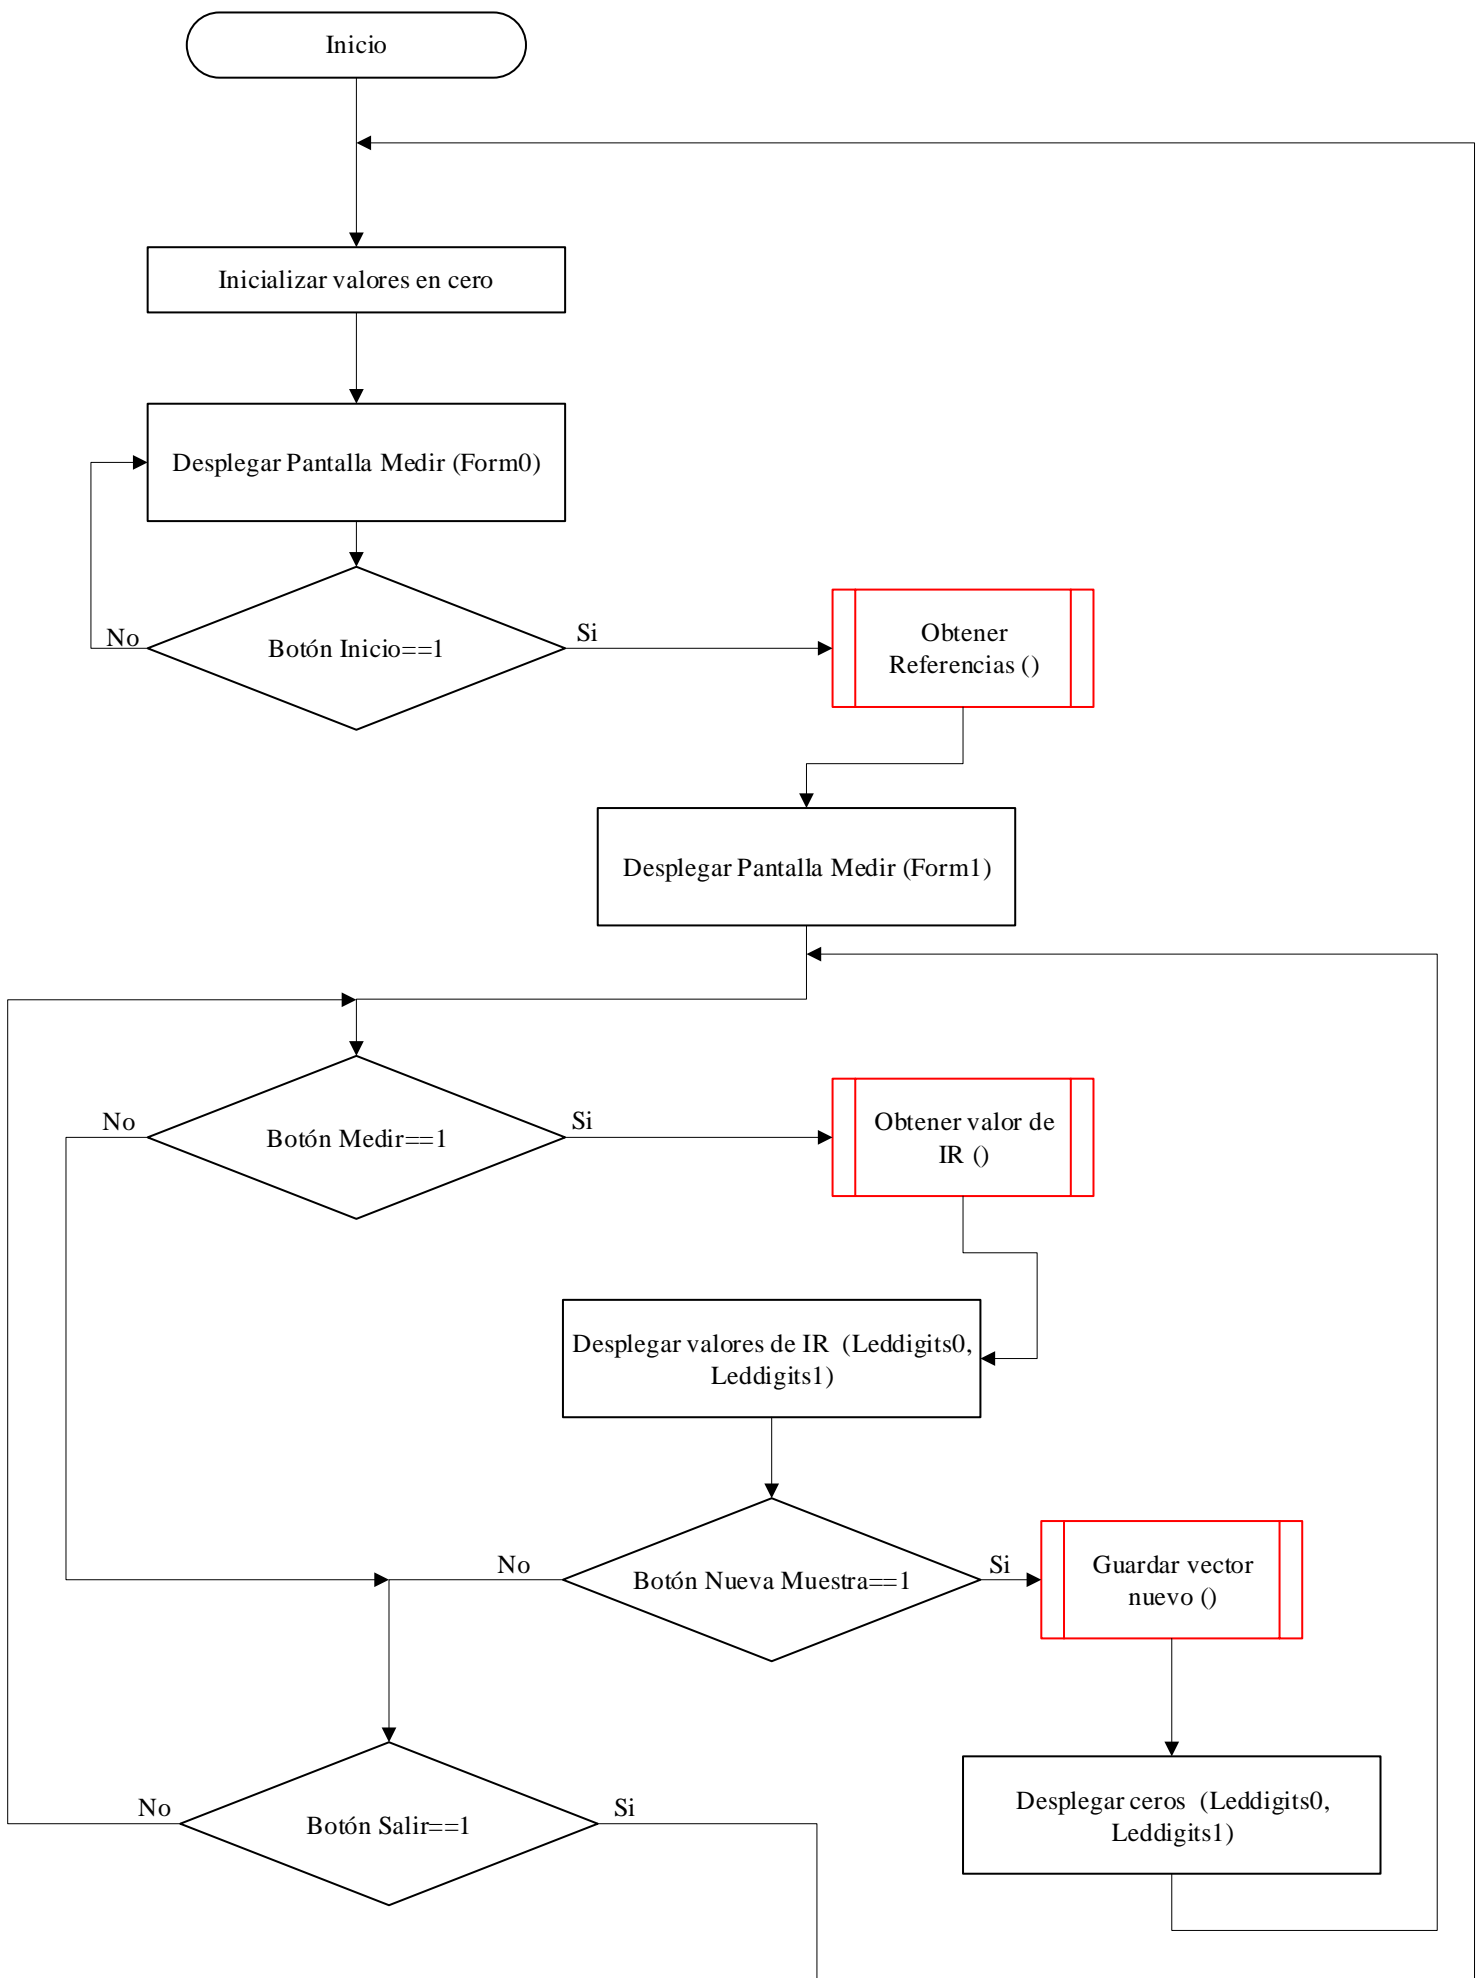 Inicio
Inicializar valores en cero
Desplegar Pantalla Medir (Form0)
No
Botón Inicio==1
Si
Obtener
Referencias ()
Desplegar Pantalla Medir (Form1)
No
Botón Medir==1
Si
Obtener valor de
IR ()
Desplegar valores de IR  (Leddigits0,
Leddigits1)
No
Botón Nueva Muestra==1
Si
Guardar vector
nuevo ()
No
Botón Salir==1
Si
Desplegar ceros  (Leddigits0,
Leddigits1)